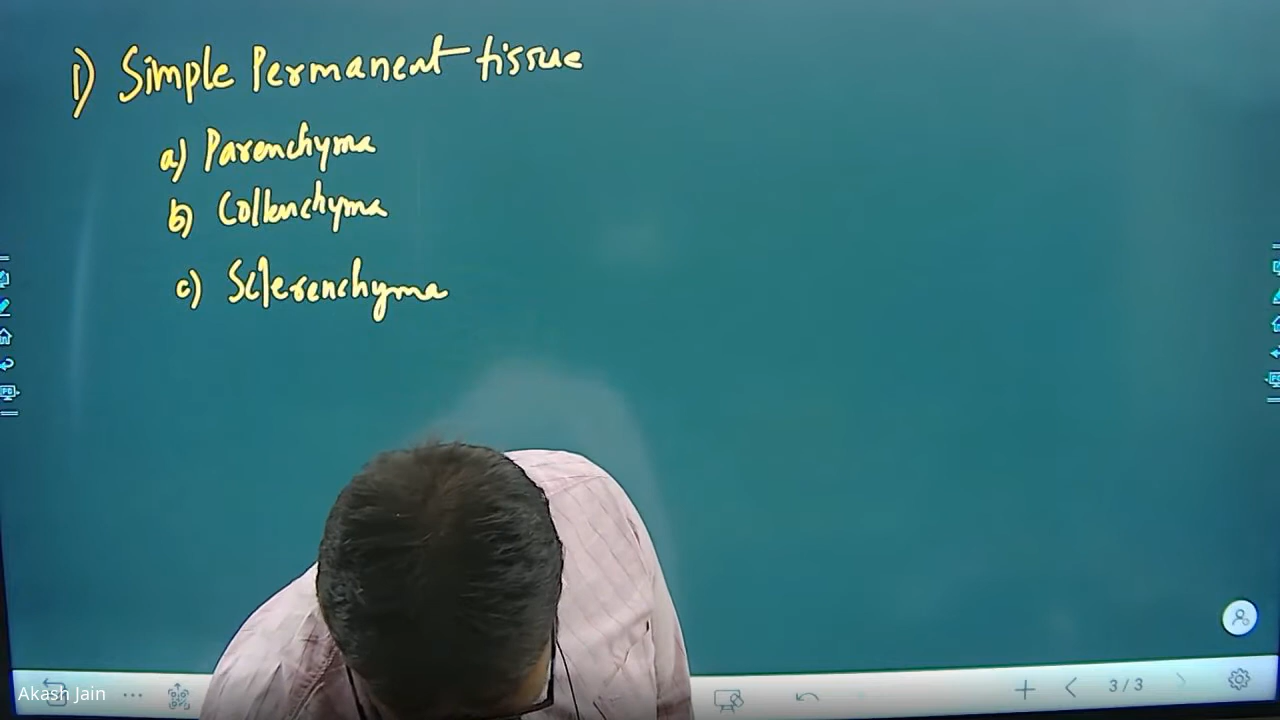 1) Simple Permanent tissue
a) Parenchyma
b) Collenchyma
c) Sclerenchyma
3/3
Akash Jain